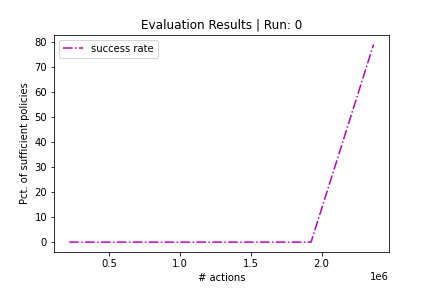 Evaluation Results | Run: 0
success rate
Pct. of sufficient policies
80
70
60
50
40
30
20
10
0
0.5 1.0 1.5 2.0
1e6
# actions